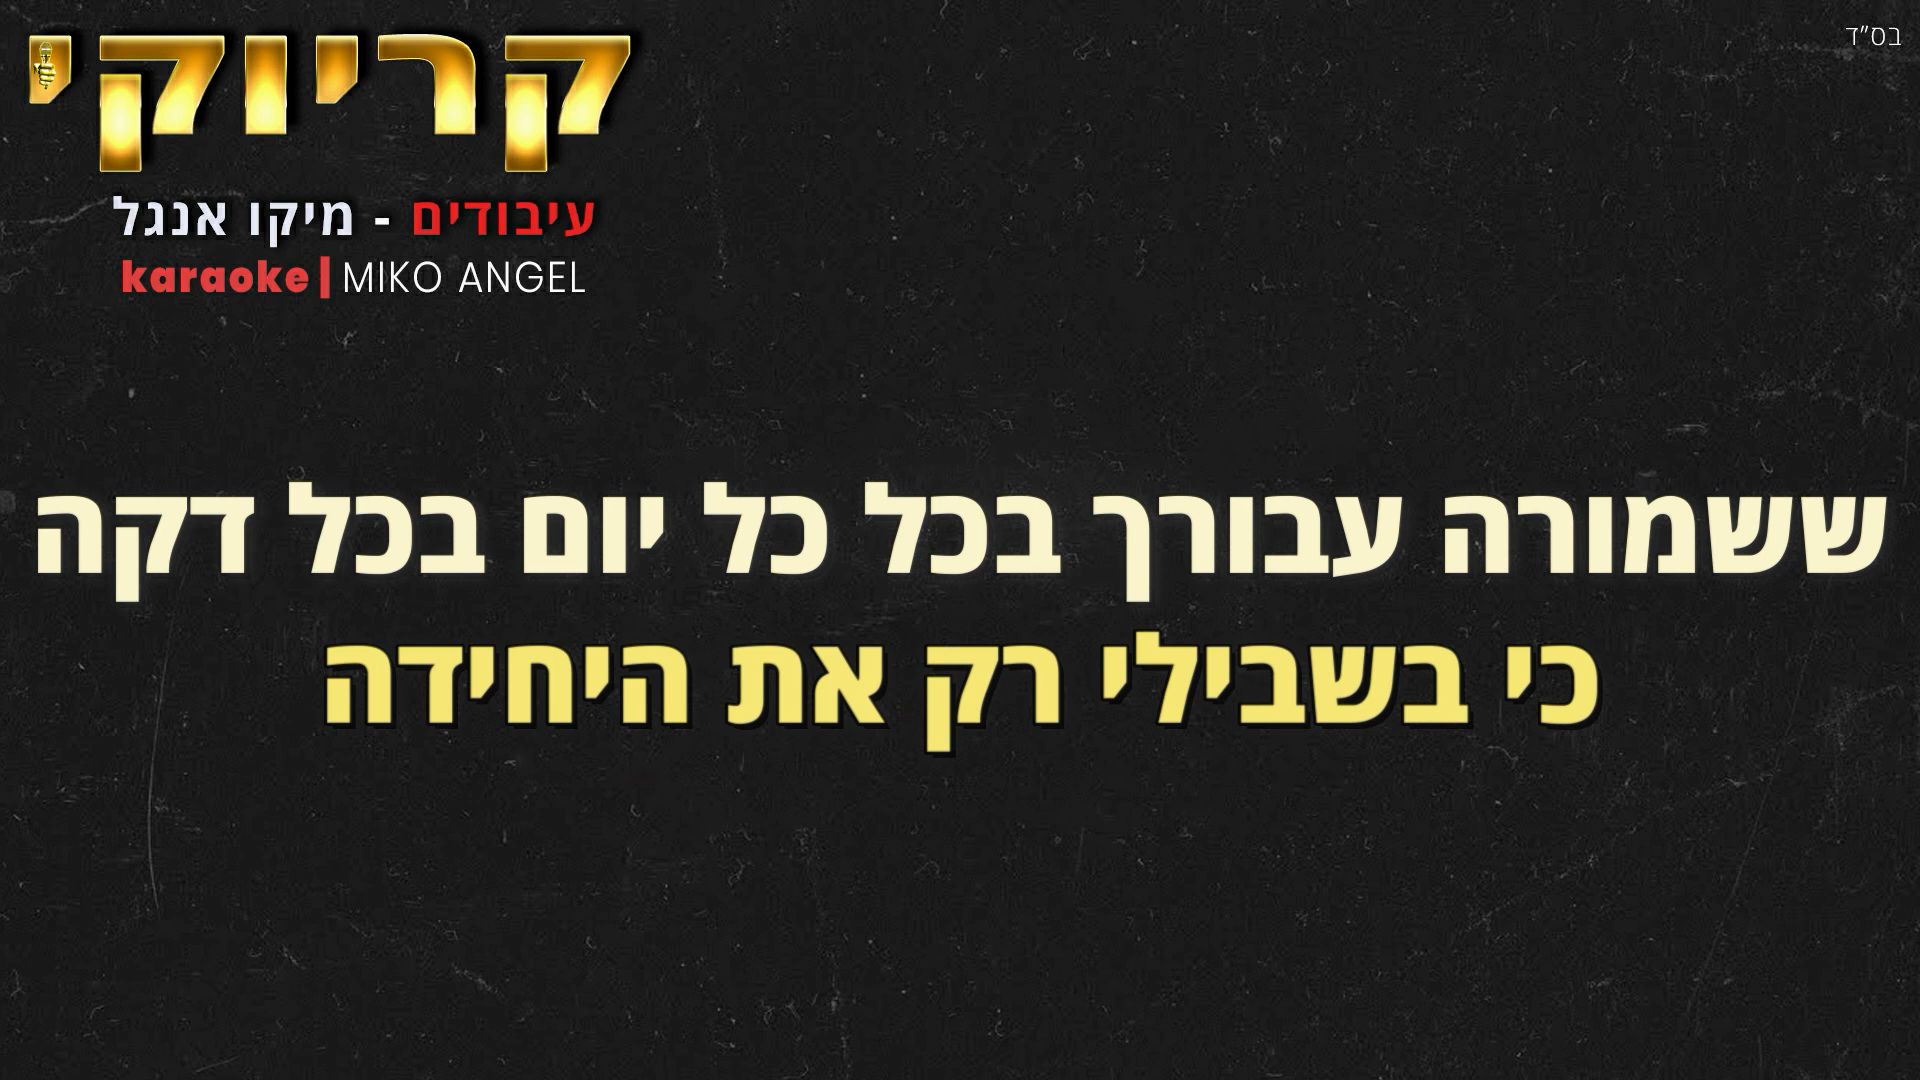 בס"ד
קריוקי
עיבודים - מיקו אנגל
karaoke | MIKO ANGEL
ששמורה עבורך בכל כל יום בכל דקה
כי בשבילי רק את היחידה